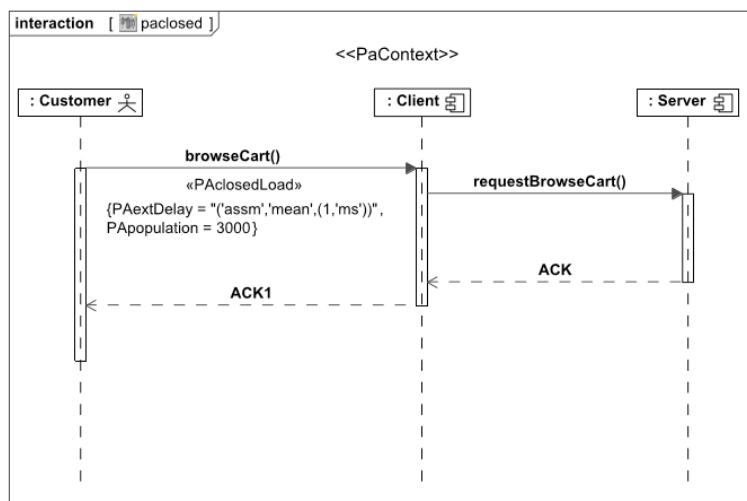 interaction [ paclosed ]
<<PaContext>>
: Customer
: Client
: Server
browseCart()
«PAclosedLoad»
{PAextDelay = "('assm','mean',(1,'ms'))",
PApopulation = 3000}
requestBrowseCart()
ACK
ACK1